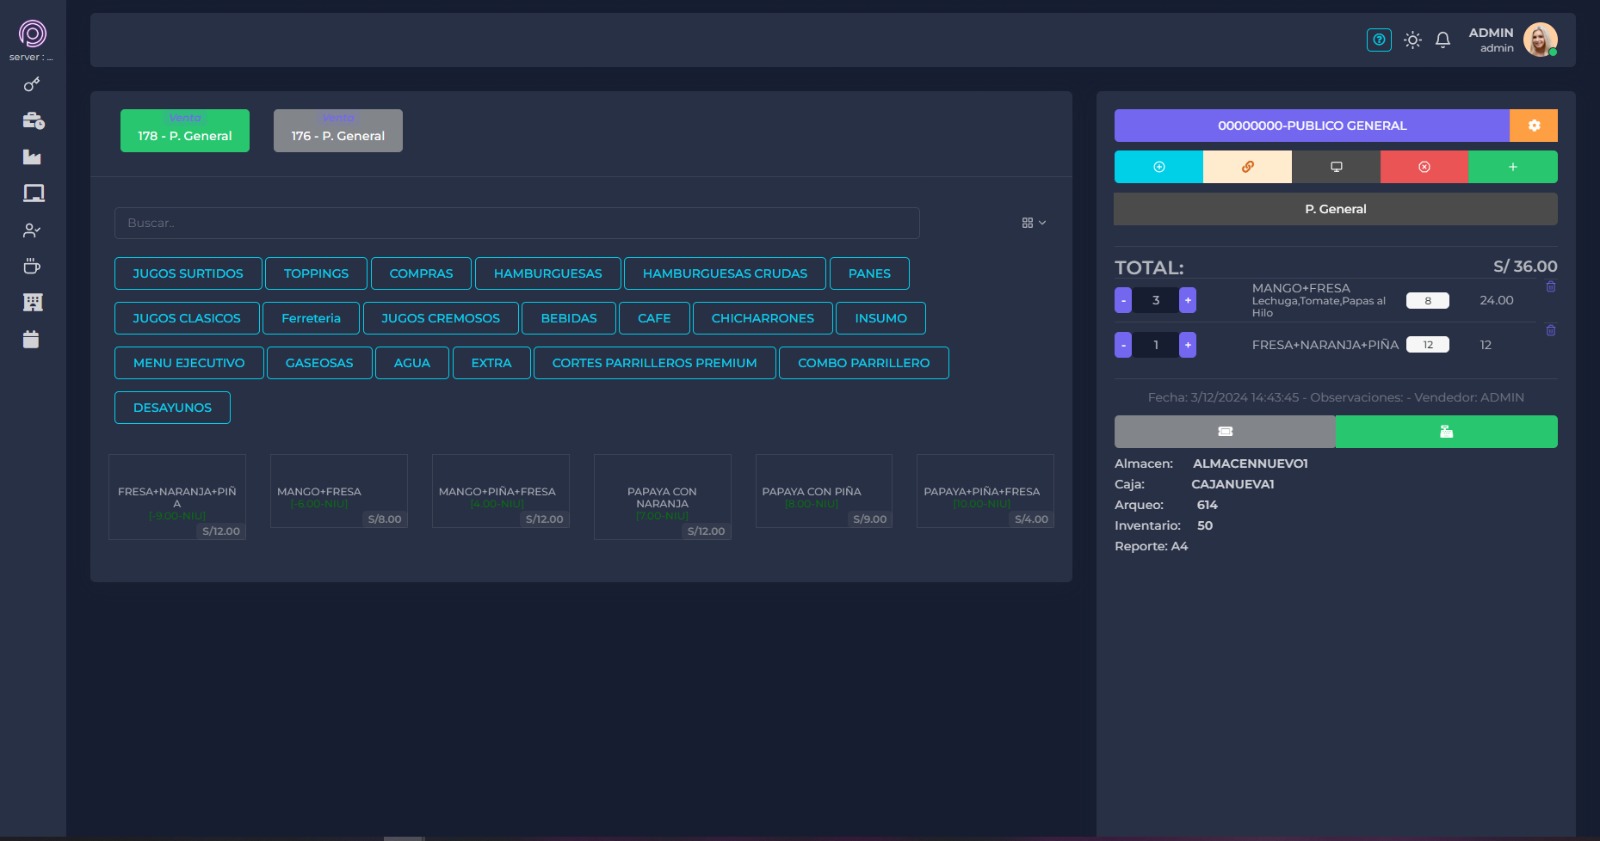 server : ...
ADMIN
admin
Venta
178 - P. General
Venta
176 - P. General
Buscar..
JUGOS SURTIDOS
TOPPINGS
COMPRAS
HAMBURGUESAS
HAMBURGUESAS CRUDAS
PANES
JUGOS CLASICOS
Ferreteria
JUGOS CREMOSOS
BEBIDAS
CAFE
CHICHARRONES
INSUMO
MENU EJECUTIVO
GASEOSAS
AGUA
EXTRA
CORTES PARRILLEROS PREMIUM
COMBO PARRILLERO
DESAYUNOS
FRESA+NARANJA+PIÑ
A
[-9.00-NIU]
S/12.00
MANGO+FRESA
[-6.00-NIU]
S/8.00
MANGO+PIÑA+FRESA
[4.00-NIU]
S/12.00
PAPAYA CON
NARANJA
[7.00-NIU]
S/12.00
PAPAYA CON PIÑA
[8.00-NIU]
S/9.00
PAPAYA+PIÑA+FRESA
[10.00-NIU]
S/4.00
00000000-PUBLICO GENERAL
P. General
TOTAL: S/ 36.00
- 3 + MANGO+FRESA 8 24.00
Lechuga,Tomate,Papas al
Hilo
- 1 + FRESA+NARANJA+PIÑA 12 12
Fecha: 3/12/2024 14:43:45 - Observaciones: - Vendedor: ADMIN
Almacen: ALMACENNUEVO1
Caja: CAJANUEVA1
Arqueo: 614
Inventario: 50
Reporte: A4